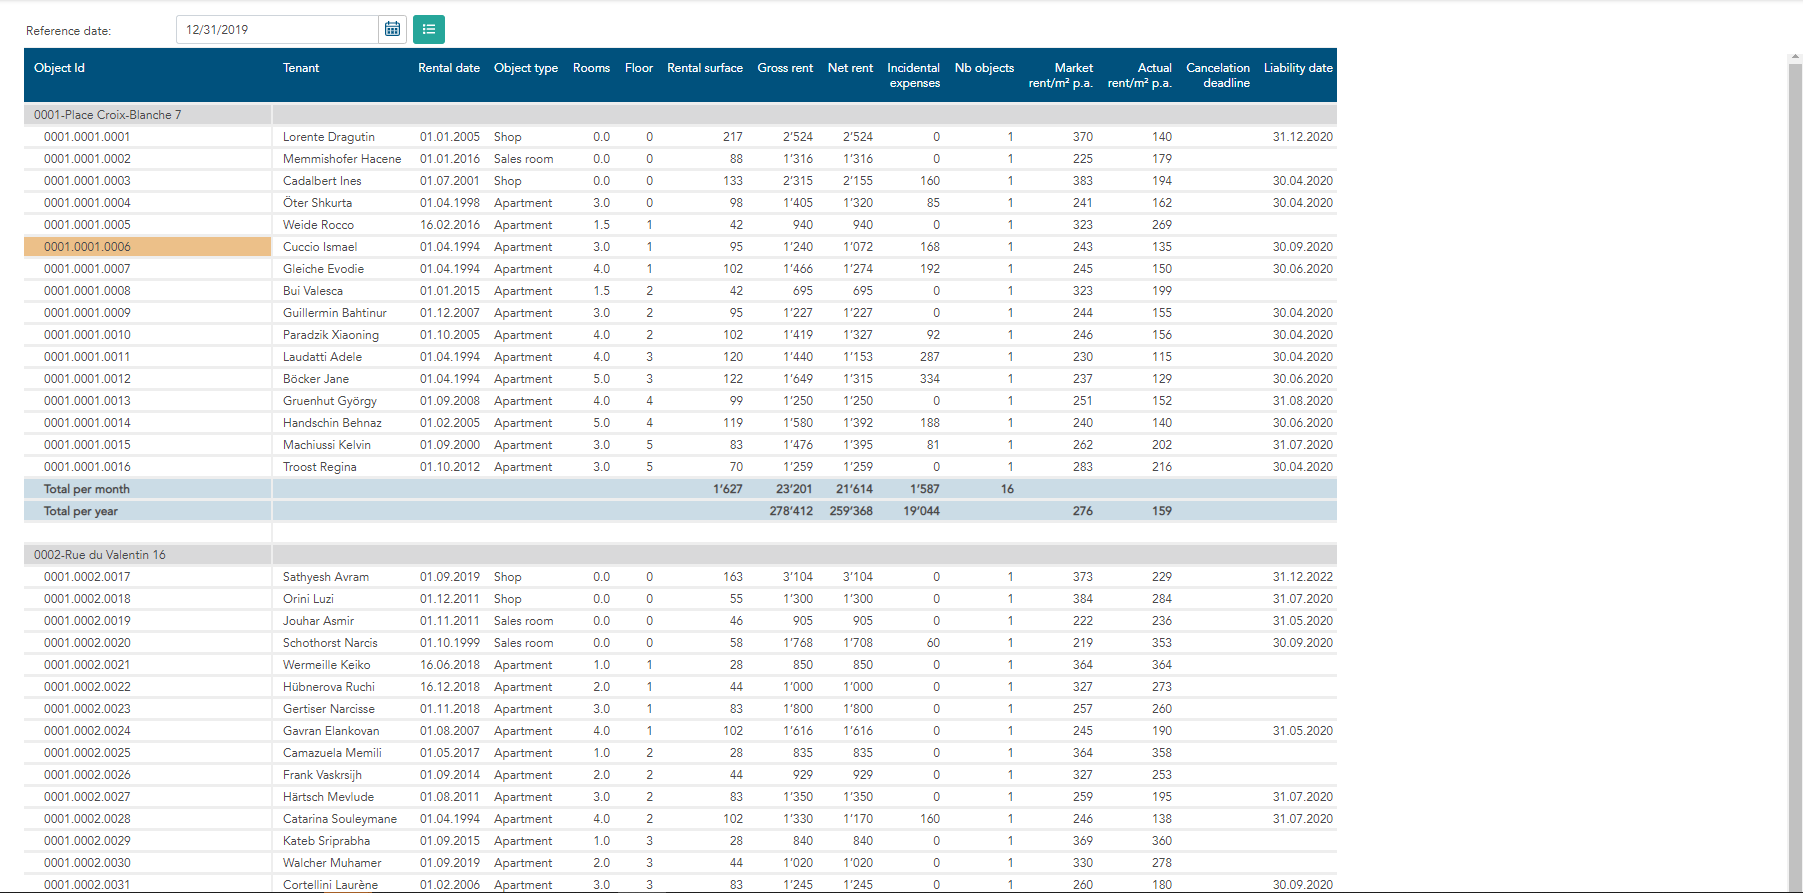 Reference date: 12/31/2019
Object Id Tenant Rental date Object type Rooms Floor Rental surface Gross rent Net rent Incidental expenses Nb objects Market rent/m² p.a. Actual rent/m² p.a. Cancelation deadline Liability date
0001-Place Croix-Blanche 7
0001.0001.0001 Lorente Dragutin 01.01.2005 Shop 0.0 0 217 2'524 2'524 0 1 370 140 31.12.2020
0001.0001.0002 Memmishofer Hacene 01.01.2016 Sales room 0.0 0 88 1'316 1'316 0 1 225 179
0001.0001.0003 Cadalbert Ines 01.07.2001 Shop 0.0 0 133 2'315 2'155 160 1 383 194 30.04.2020
0001.0001.0004 Öter Shkurta 01.04.1998 Apartment 3.0 0 98 1'405 1'320 85 1 241 162 30.04.2020
0001.0001.0005 Weide Rocco 16.02.2016 Apartment 1.5 1 42 940 940 0 1 323 269
0001.0001.0006 Cuccio Ismael 01.04.1994 Apartment 3.0 1 95 1'240 1'072 168 1 243 135 30.09.2020
0001.0001.0007 Gleiche Evodie 01.04.1994 Apartment 4.0 1 102 1'466 1'274 192 1 245 150 30.06.2020
0001.0001.0008 Bui Valesca 01.01.2015 Apartment 1.5 2 42 695 695 0 1 323 199
0001.0001.0009 Guillermin Bahtinur 01.12.2007 Apartment 3.0 2 95 1'227 1'227 0 1 244 155 30.04.2020
0001.0001.0010 Paradzik Xiaoning 01.10.2005 Apartment 4.0 2 102 1'419 1'327 92 1 246 156 30.04.2020
0001.0001.0011 Laudatti Adele 01.04.1994 Apartment 4.0 3 120 1'440 1'153 287 1 230 115 30.04.2020
0001.0001.0012 Böcker Jane 01.04.1994 Apartment 5.0 3 122 1'649 1'315 334 1 237 129 30.06.2020
0001.0001.0013 Gruenhut György 01.09.2008 Apartment 4.0 4 99 1'250 1'250 0 1 251 152 31.08.2020
0001.0001.0014 Handschin Behnaz 01.02.2005 Apartment 5.0 4 119 1'580 1'392 188 1 240 140 30.06.2020
0001.0001.0015 Machiussi Kelvin 01.09.2000 Apartment 3.0 5 83 1'476 1'395 81 1 262 202 31.07.2020
0001.0001.0016 Troost Regina 01.10.2012 Apartment 3.0 5 70 1'259 1'259 0 1 283 216 30.04.2020
Total per month 1'627 23'201 21'614 1'587 16
Total per year 278'412 259'368 19'044 276 159
0002-Rue du Valentin 16
0001.0002.0017 Sathyesh Avram 01.09.2019 Shop 0.0 0 163 3'104 3'104 0 1 373 229 31.12.2022
0001.0002.0018 Orini Luzi 01.12.2011 Shop 0.0 0 55 1'300 1'300 0 1 384 284 31.07.2020
0001.0002.0019 Jouhar Asmir 01.11.2011 Sales room 0.0 0 46 905 905 0 1 222 236 31.05.2020
0001.0002.0020 Schothorst Narcis 01.10.1999 Sales room 0.0 0 58 1'768 1'708 60 1 219 353 30.09.2020
0001.0002.0021 Wermeille Keiko 16.06.2018 Apartment 1.0 1 28 850 850 0 1 364 364
0001.0002.0022 Hübnerova Ruchi 16.12.2018 Apartment 2.0 1 44 1'000 1'000 0 1 327 273
0001.0002.0023 Gertiser Narcisse 01.11.2018 Apartment 3.0 1 83 1'800 1'800 0 1 257 260
0001.0002.0024 Gavran Elankovan 01.08.2007 Apartment 4.0 1 102 1'616 1'616 0 1 245 190 31.05.2020
0001.0002.0025 Camazuela Memili 01.05.2017 Apartment 1.0 2 28 835 835 0 1 364 358
0001.0002.0026 Frank Vaskrsijh 01.09.2014 Apartment 2.0 2 44 929 929 0 1 327 253
0001.0002.0027 Härtsch Mevlude 01.08.2011 Apartment 3.0 2 83 1'350 1'350 0 1 259 195 31.07.2020
0001.0002.0028 Catarina Souleymane 01.04.1994 Apartment 4.0 2 102 1'330 1'170 160 1 246 138 31.07.2020
0001.0002.0029 Kateb Sriprabha 01.09.2015 Apartment 1.0 3 28 840 840 0 1 369 360
0001.0002.0030 Walcher Muhamer 01.09.2019 Apartment 2.0 3 44 1'020 1'020 0 1 330 278
0001.0002.0031 Cortellini Laurène 01.02.2006 Apartment 3.0 3 83 1'245 1'245 0 1 260 180 30.09.2020